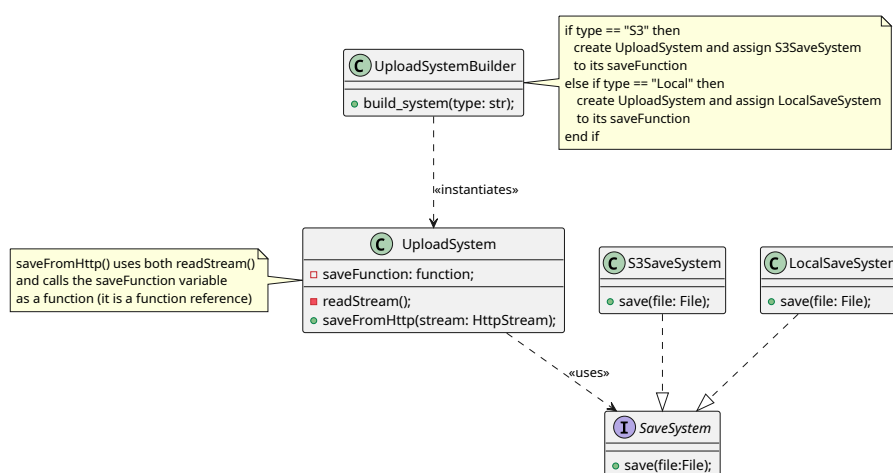 if type == "S3" then
create UploadSystem and assign S3SaveSystem
to its saveFunction
else if type == "Local" then
create UploadSystem and assign LocalSaveSystem
to its saveFunction
end if
C UploadSystemBuilder
build_system(type: str);
«instantiates»
saveFromHttp() uses both readStream()
and calls the saveFunction variable
as a function (it is a function reference)
C UploadSystem
saveFunction: function;
readStream();
saveFromHttp(stream: HttpStream);
C S3SaveSystem
save(file: File);
C LocalSaveSystem
save(file: File);
«uses»
I SaveSystem
save(file:File);